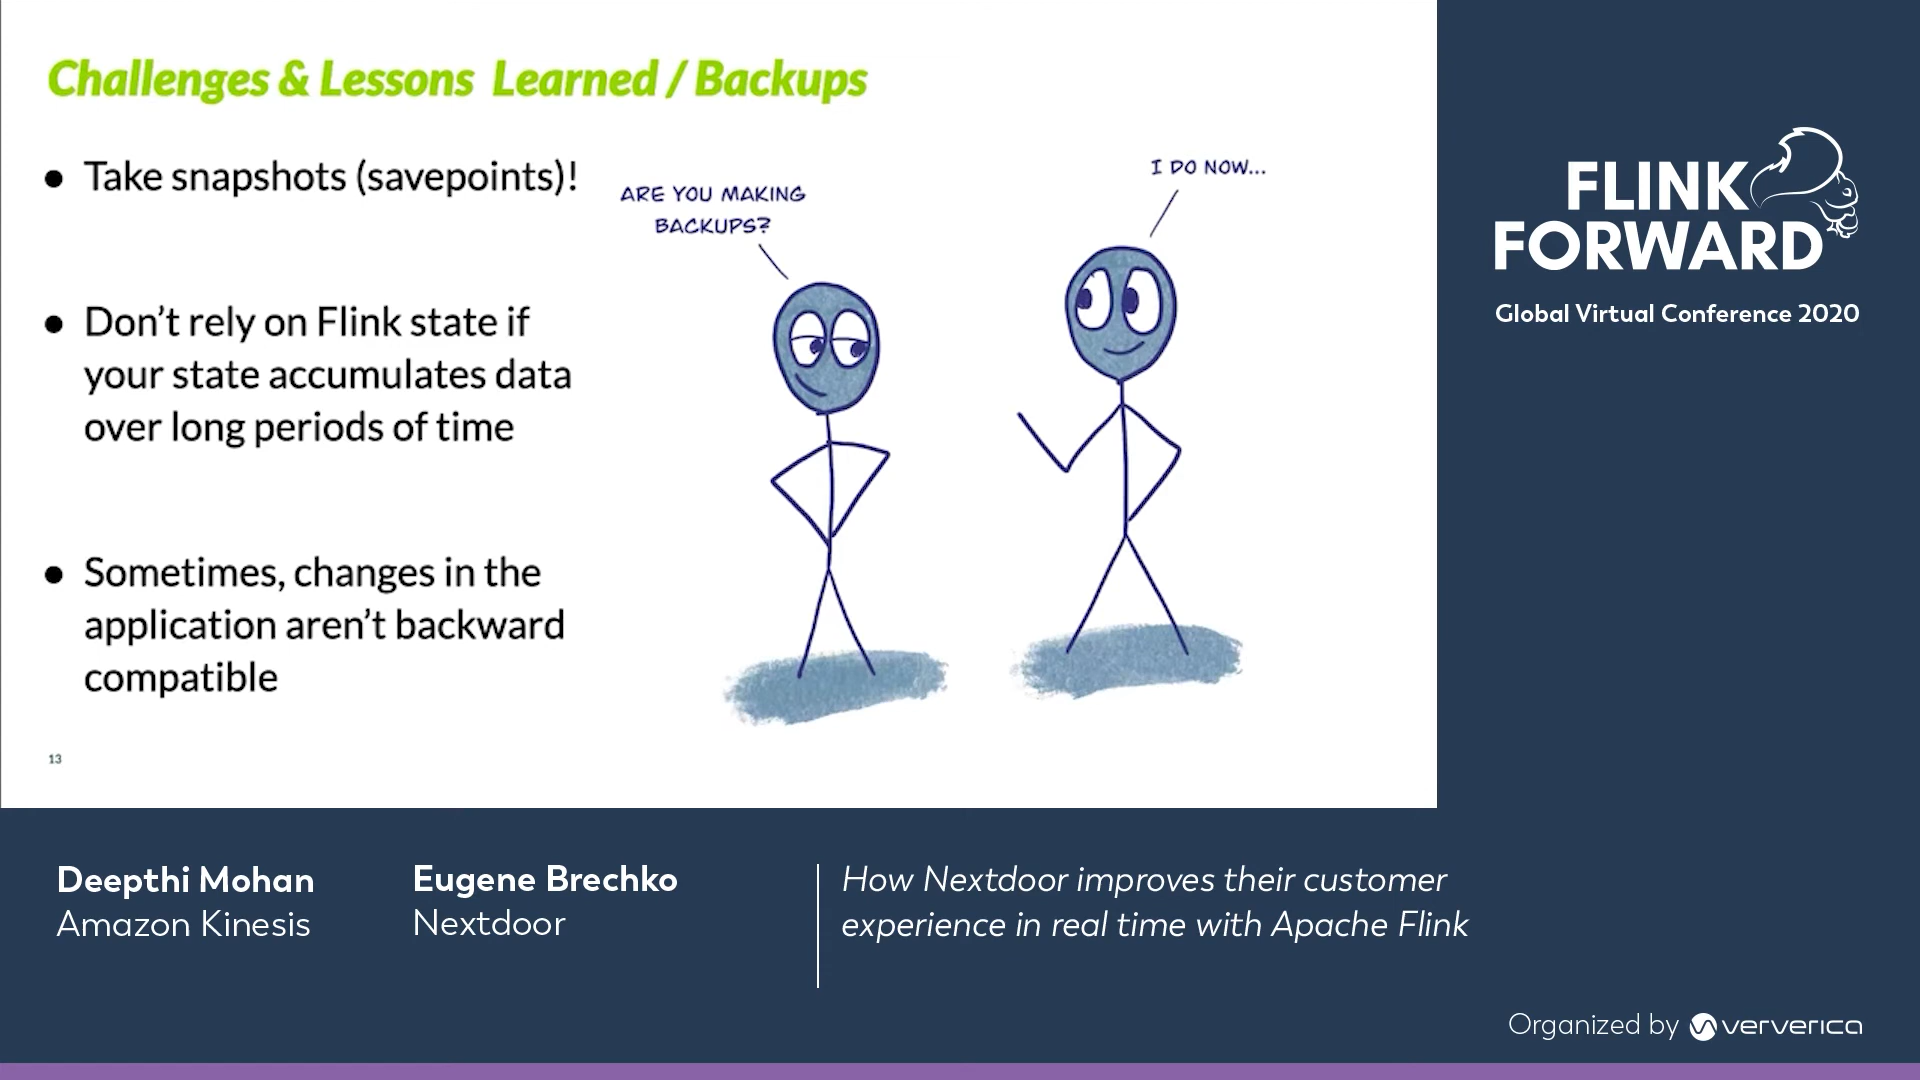 Challenges & Lessons Learned / Backups
● Take snapshots (savepoints)!
● Don't rely on Flink state if
your state accumulates data
over long periods of time
● Sometimes, changes in the
application aren't backward
compatible
13
ARE YOU MAKING
BACKUPS?
I DO NOW...
FLINK
FORWARD
Global Virtual Conference 2020
Deepthi Mohan
Amazon Kinesis
Eugene Brechko
Nextdoor
How Nextdoor improves their customer
experience in real time with Apache Flink
Organized by ververica